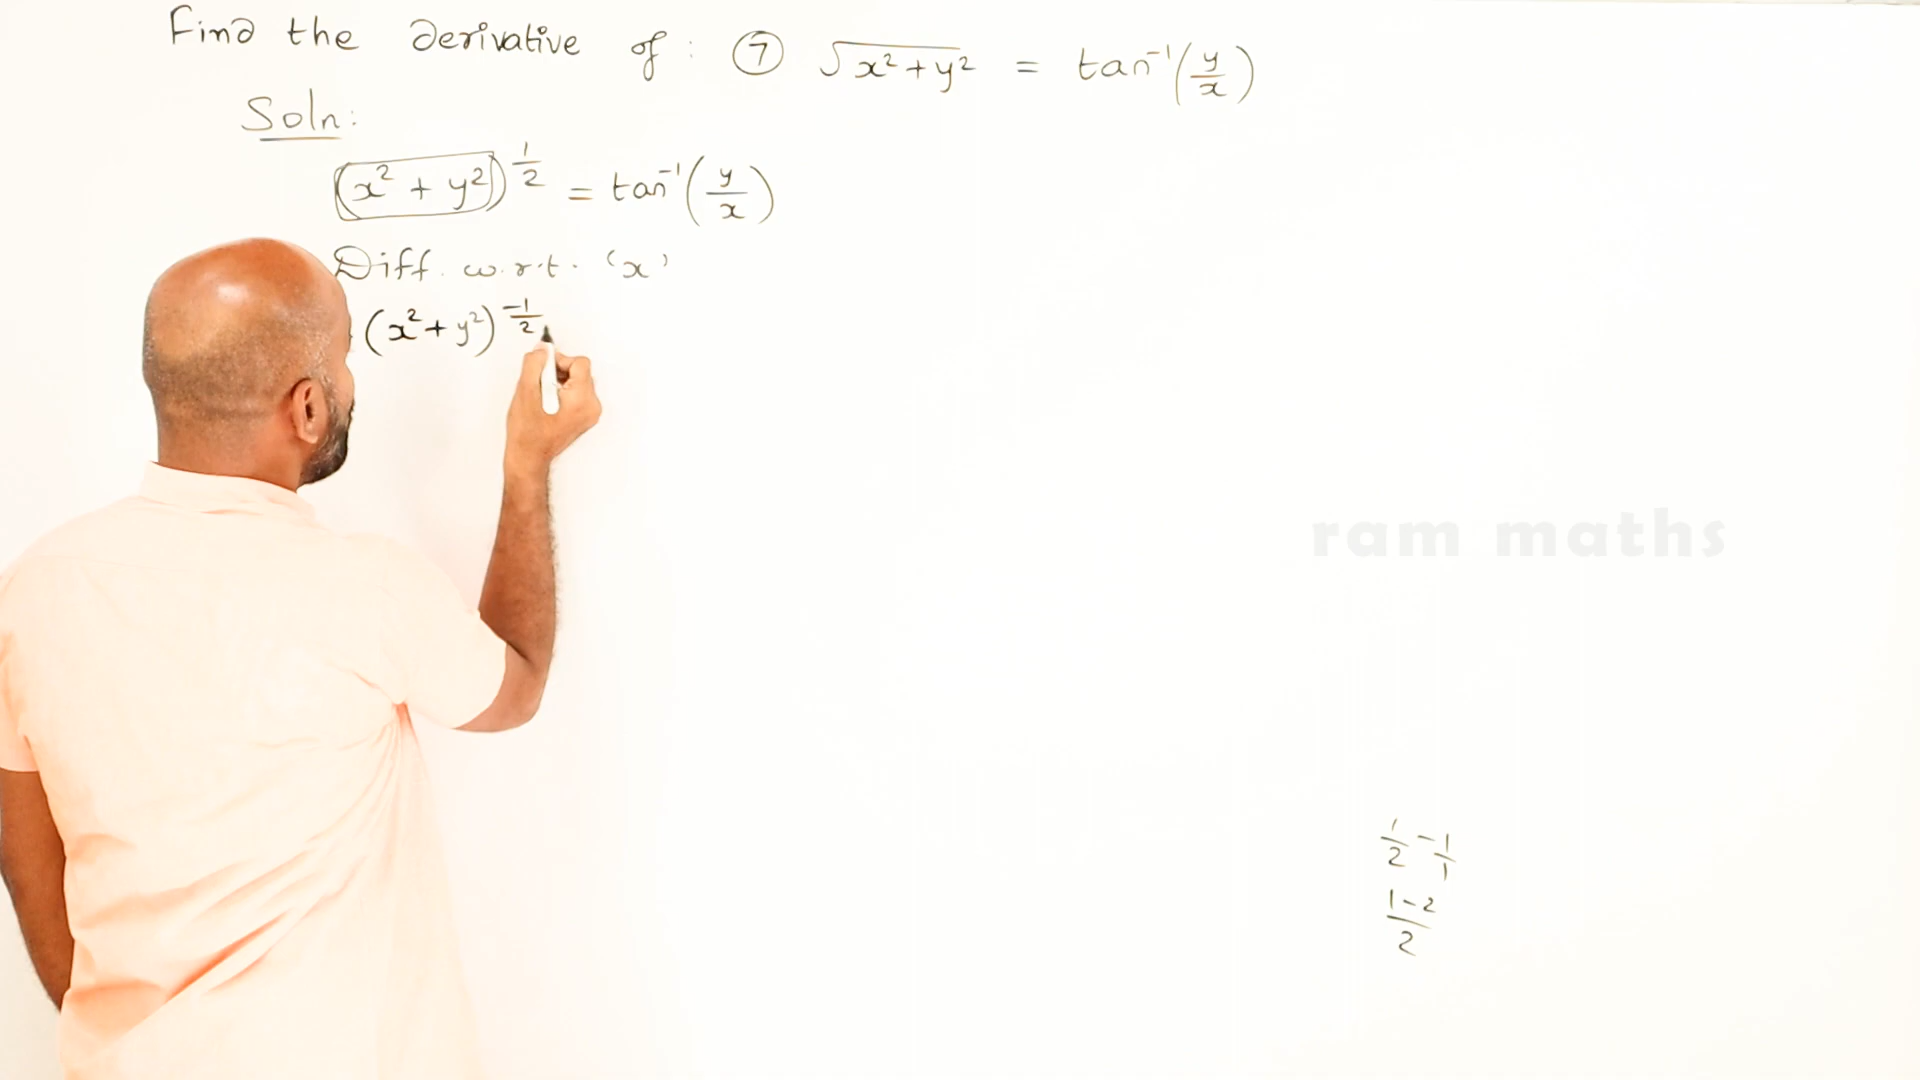 Find the derivative of : ⑦ √x²+y² = tan⁻¹(y/x)
Soln:
(x² + y²)^1/2 = tan⁻¹(y/x)
Diff. w.r.t. 'x'
(x²+y²)^-1/2
ram maths
1/2 - 1/1
1-2/2